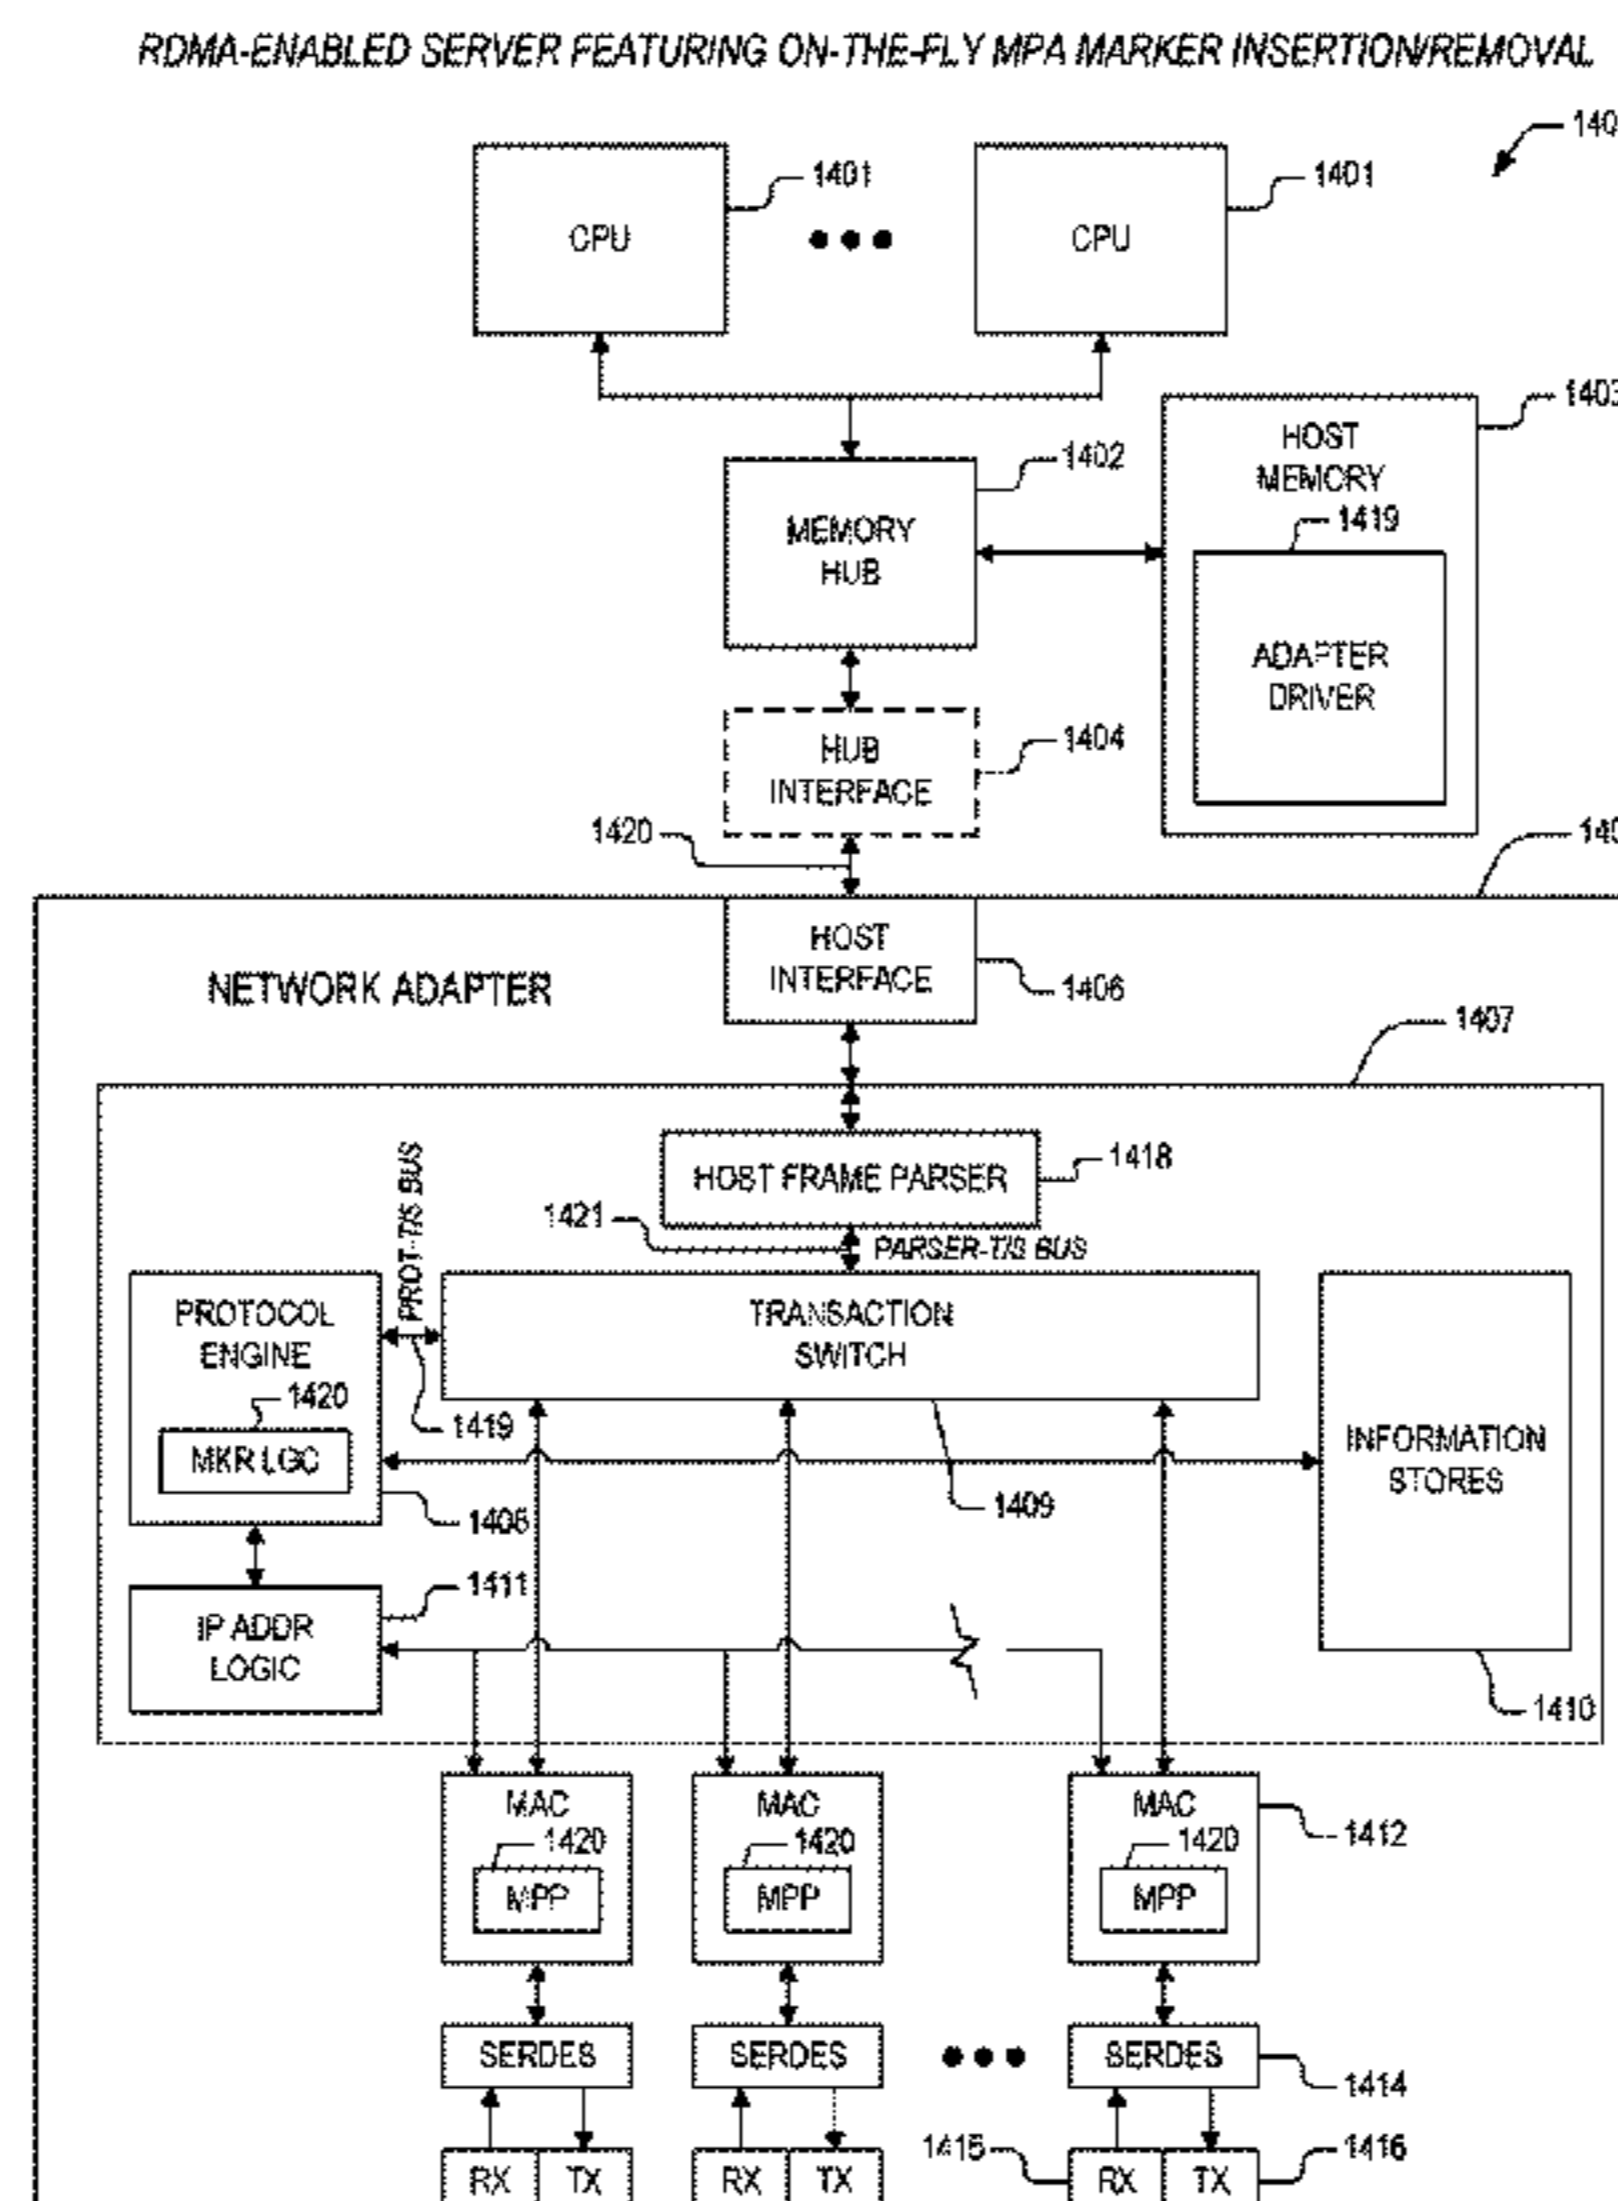 RDMA-ENABLED SERVER FEATURING ON-THE-FLY MPA MARKER INSERTION/REMOVAL
140
1401
1401
CPU
CPU
1403
HOST
MEMORY
1402
1419
MEMORY
HUB
ADAPTER
DRIVER
1404
HUB
INTERFACE
1420
140
HOST
INTERFACE
NETWORK ADAPTER
1406
1407
1418
HOST FRAME PARSER
PROT-T/S BUS
1421
PARSER-T/S BUS
PROTOCOL
ENGINE
TRANSACTION
SWITCH
1420
1419
MKR LGC
INFORMATION
STORES
1409
1408
1411
IP ADDR
LOGIC
1410
MAC
MAC
MAC
1412
1420
1420
1420
MPP
MPP
MPP
SERDES
SERDES
SERDES
1414
1415
1416
RX
TX
RX
TX
RX
TX